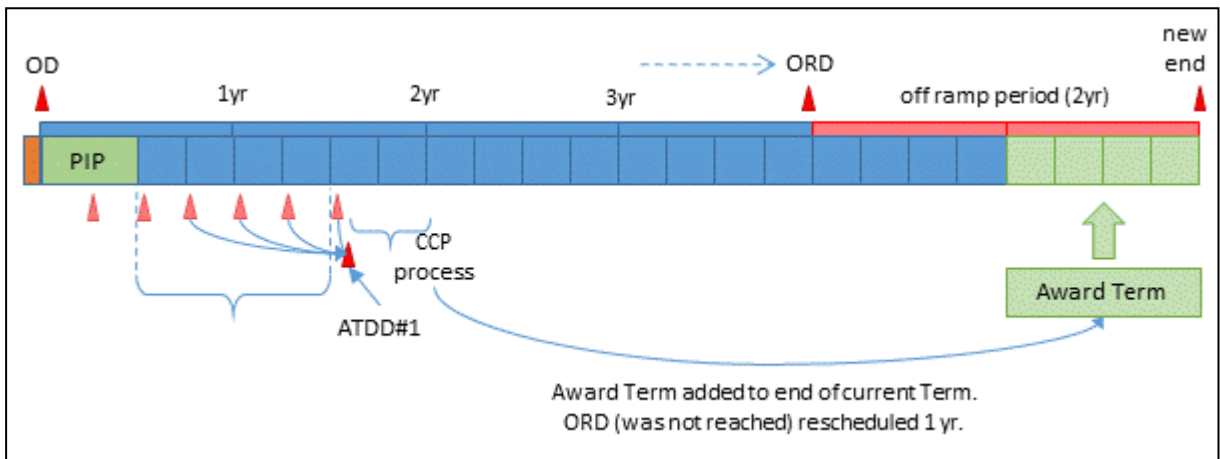 new
end
OD
ORD
1yr
2yr
3yr
off ramp period (2yr)
PIP
CCP
process
ATDD#1
Award Term
Award Term added to end of current Term.
ORD (was not reached) rescheduled 1 yr.